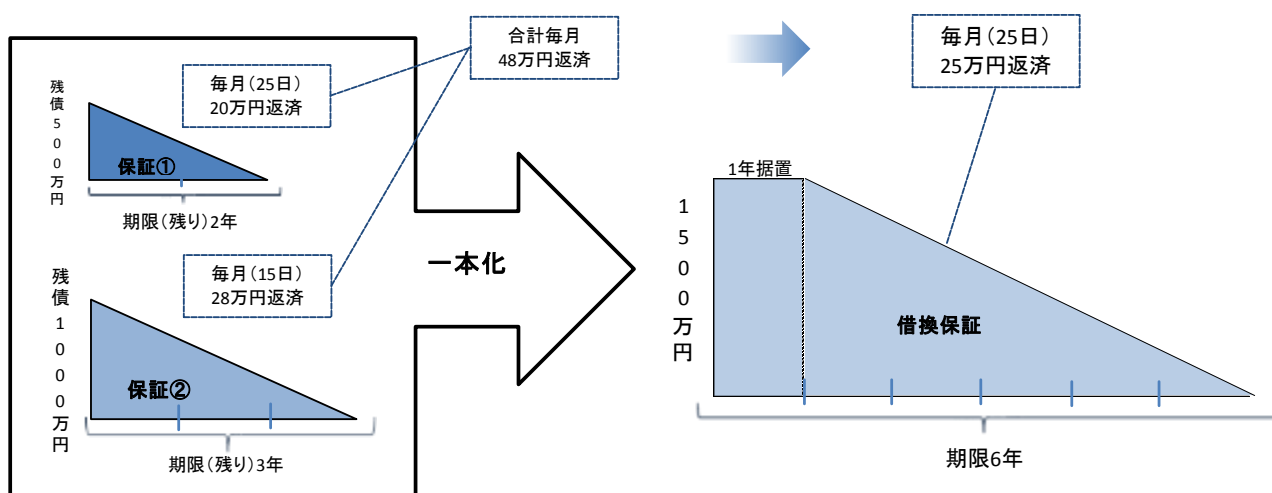 合計毎月
48万円返済
毎月(25日)
20万円返済
残債500万円
保証①
期限(残り)2年
毎月(15日)
28万円返済
残債1000万円
保証②
期限(残り)3年
一本化
毎月(25日)
25万円返済
1年据置
1500万円
借換保証
期限6年